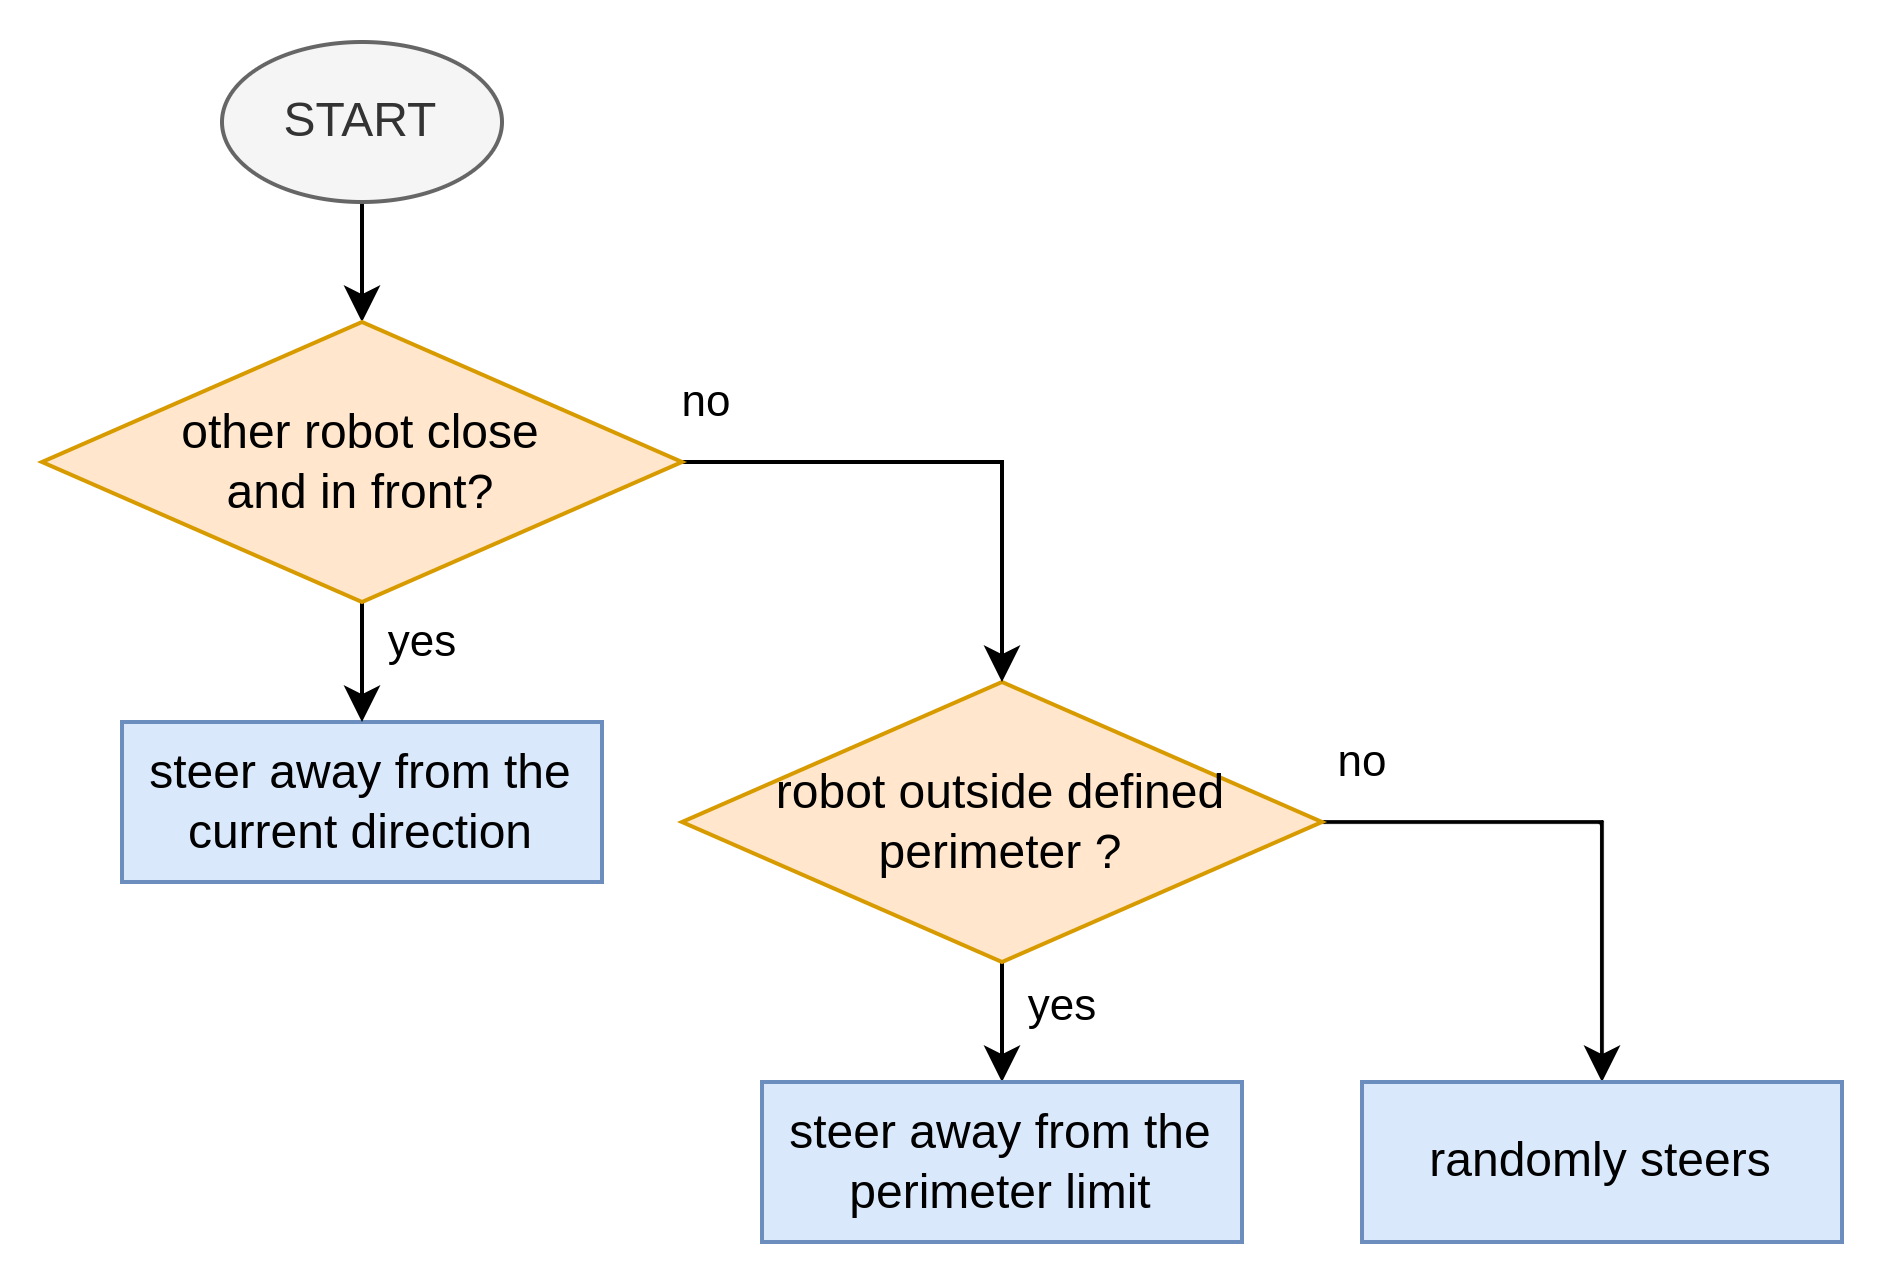 START
other robot close
and in front?
no
yes
steer away from the
current direction
robot outside defined
perimeter ?
no
yes
steer away from the
perimeter limit
randomly steers